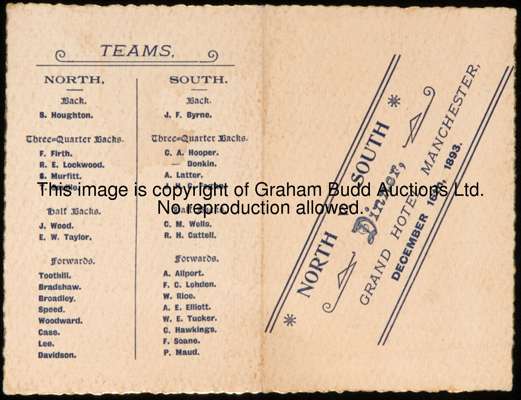 TEAMS,
NORTH,
Back.
S. Houghton.
Three=Quarter Backs.
F. Firth.
R. E. Lockwood.
S. Murfitt.
Half Backs.
J. Wood.
E. W. Taylor.
Forwards.
Toothill.
Bradshaw.
Broadley.
Speed.
Woodward.
Case.
Lee.
Davidson.
SOUTH.
Back.
J. F. Byrne.
Three=Quarter Backs.
C. A. Hooper.
— Donkin.
A. Latter.
C. M. Wells.
R. H. Cattell.
Forwards.
A. Allport.
F. C. Lohden.
W. Rice.
A. E. Elliott.
W. E. Tucker.
C. Hawkings.
F. Soane.
P. Maud.
NORTH v. SOUTH
Dinner,
GRAND HOTEL, MANCHESTER,
DECEMBER 16TH, 1893.
This image is copyright of Graham Budd Auctions Ltd.
No reproduction allowed.